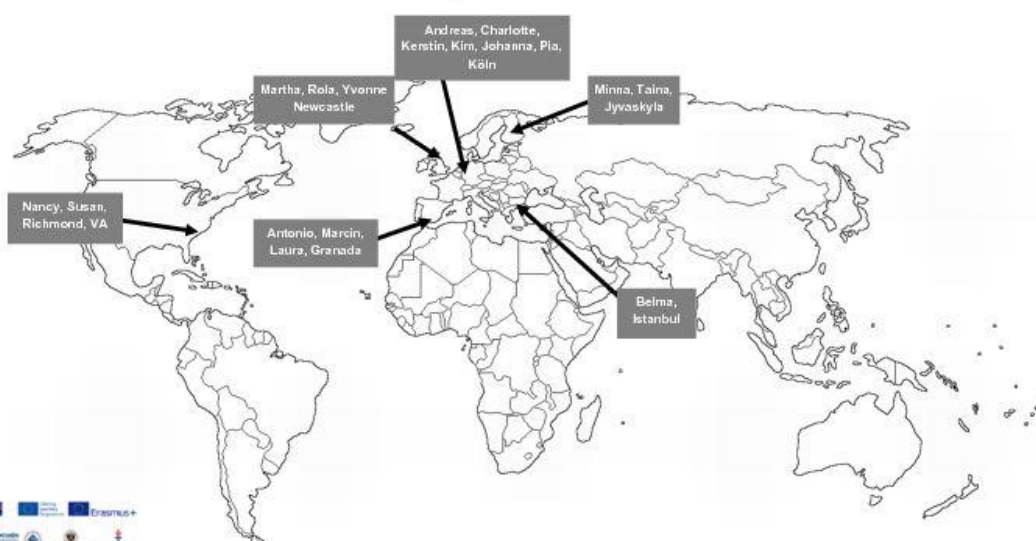 Andreas, Charlotte,
Kerstin, Kim, Johanna, Pia,
Köln
Martha, Rola, Yvonne
Newcastle
Minna, Taina,
Jyvaskyla
Nancy, Susan,
Richmond, VA
Antonio, Marcin,
Laura, Granada
Belma,
Istanbul
Erasmus+